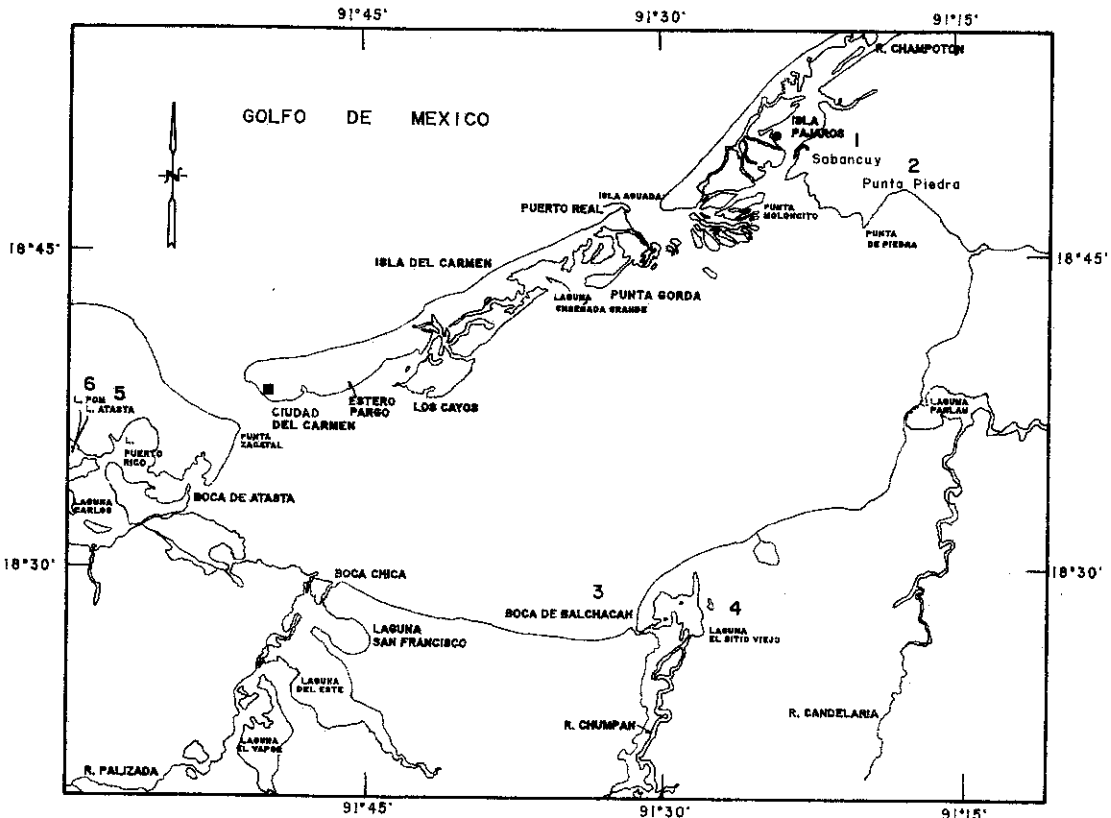 91°45'
91°30'
91°15'
R. CHAMPOTON
GOLFO DE MEXICO
ISLA
PAJAROS
1
Sabancuy
2
Punta Piedra
ISLA AGUADA
PUERTO REAL
PUNTA
MOLONCITO
PUNTA
DE PIEDRA
18°45'
18°45'
ISLA DEL CARMEN
LAGUNA
ENSENADA GRANDE
PUNTA GORDA
6
5
L. POM
L. ATASTA
CIUDAD
DEL CARMEN
ESTERO
PARGO
LOS CAYOS
LAGUNA
PANLAU
PUNTA
ZACATAL
L.
PUERTO
RICO
LAGUNA
CARLOS
BOCA DE ATASTA
18°30'
18°30'
BOCA CHICA
3
BOCA DE BALCHACAH
4
LAGUNA
EL SITIO VIEJO
LAGUNA
SAN FRANCISCO
LAGUNA
DEL ESTE
LAGUNA
EL VAPOR
R. CHUMPAN
R. CANDELARIA
R. PALIZADA
91°45'
91°30'
91°15'